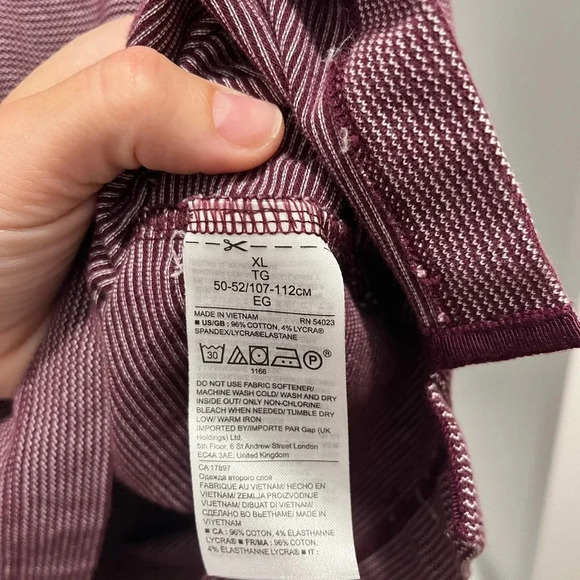 XL
TG
50-52/107-112CM
EG
MADE IN VIETNAM RN 54023
■ US/GB: 96% COTTON, 4% LYCRA®
SPANDEX/LYCRA®ELASTANE
30 P
1166
DO NOT USE FABRIC SOFTENER/
MACHINE WASH COLD/ WASH AND DRY
INSIDE OUT/ ONLY NON-CHLORINE
BLEACH WHEN NEEDED/ TUMBLE DRY
LOW/ WARM IRON
IMPORTED BY/IMPORTE PAR Gap (UK
Holdings) Ltd.
5th Floor, 6 St Andrew Street London
EC4A 3AE, United Kingdom
CA 17897
Одежда второго слоя
FABRIQUE AU VIETNAM/ HECHO EN
VIETNAM/ ZEMLJA PROIZVODNJE
VIJETNAM/ DIBUAT DI VIETNAM/
СДЕЛАНО ВО ВЬЕТНАМЕ/ MADE IN
VIYETNAM
■ CA: 96% COTON, 4% ÉLASTHANNE
LYCRA® ■ FR/MA: 96% COTON,
4% ÉLASTHANNE LYCRA® ■ IT: